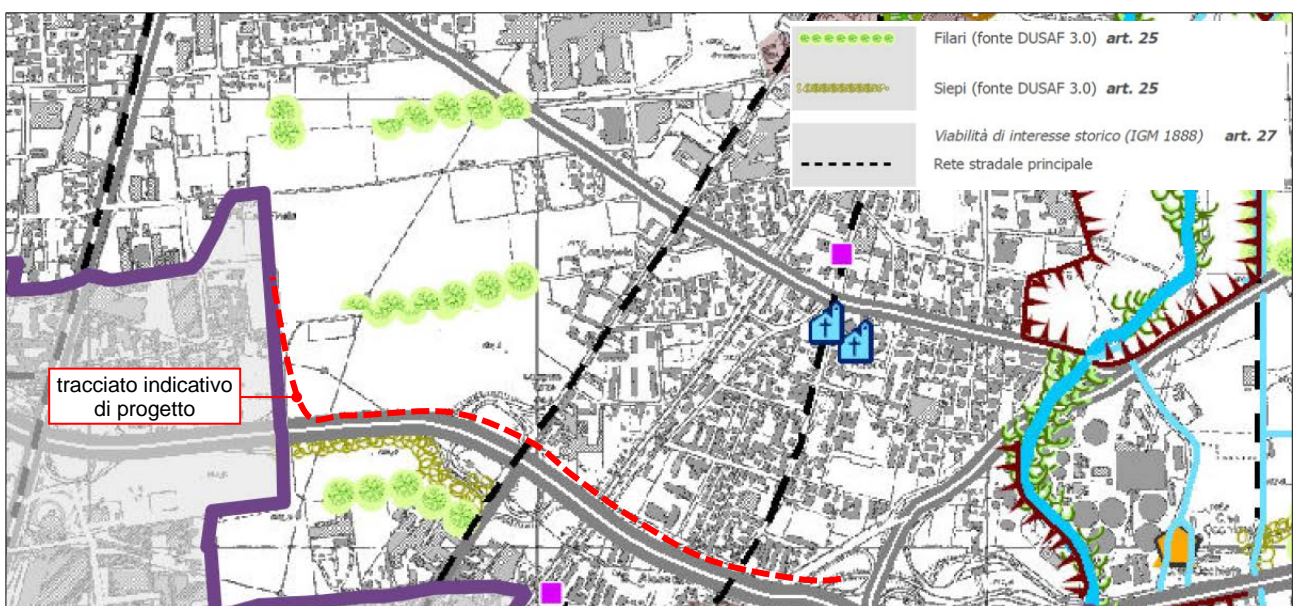 Filari (fonte DUSAF 3.0) art. 25
Siepi (fonte DUSAF 3.0) art. 25
Viabilità di interesse storico (IGM 1888) art. 27
Rete stradale principale
tracciato indicativo
di progetto